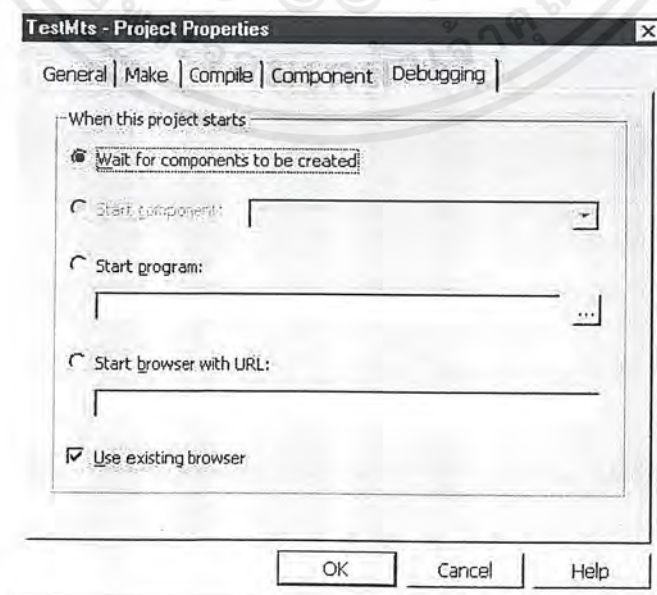 TestMts - Project Properties
General Make Compile Component Debugging
When this project starts
Wait for components to be created
Start component:
Start program:
...
Start browser with URL:
Use existing browser
OK Cancel Help